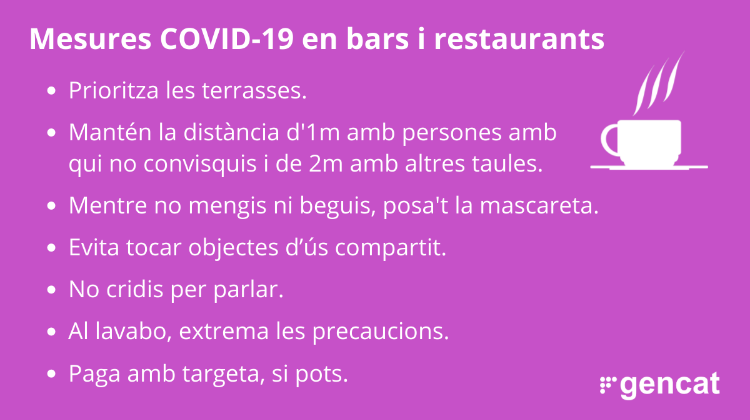 Mesures COVID-19 en bars i restaurants
• Prioritza les terrasses.
• Mantén la distància d'1m amb persones amb
qui no convisquis i de 2m amb altres taules.
• Mentre no mengis ni beguis, posa't la mascareta.
• Evita tocar objectes d’ús compartit.
• No cridis per parlar.
• Al lavabo, extrema les precaucions.
• Paga amb targeta, si pots.
gencat